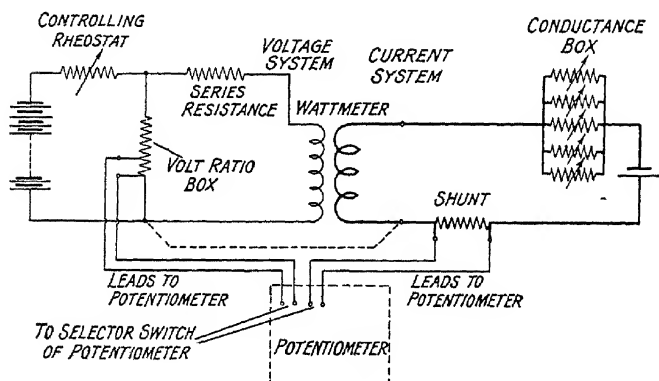 CONTROLLING
RHEOSTAT
VOLTAGE
SYSTEM
CURRENT
SYSTEM
CONDUCTANCE
BOX
SERIES
RESISTANCE
WATTMETER
VOLT RATIO
BOX
SHUNT
LEADS TO
POTENTIOMETER
LEADS TO
POTENTIOMETER
TO SELECTOR SWITCH
OF POTENTIOMETER
POTENTIOMETER